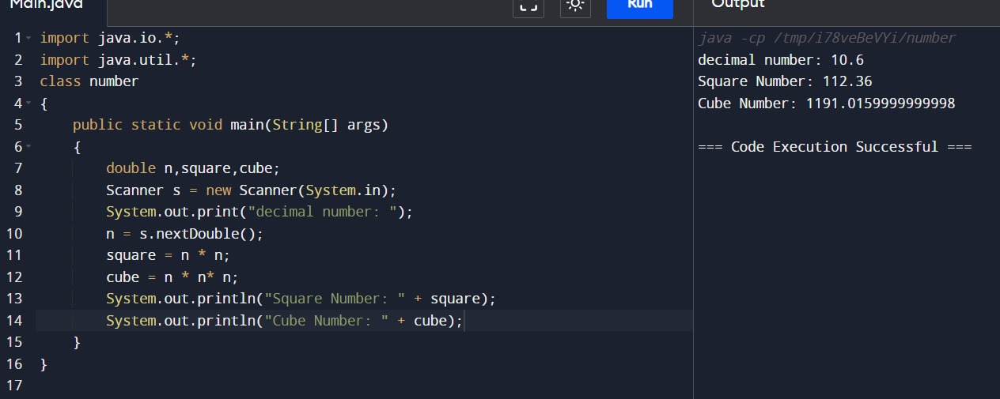 Main.java
Run
Output
1 import java.io.*;
2 import java.util.*;
3 class number
4 {
5 public static void main(String[] args)
6 {
7 double n,square,cube;
8 Scanner s = new Scanner(System.in);
9 System.out.print("decimal number: ");
10 n = s.nextDouble();
11 square = n * n;
12 cube = n * n* n;
13 System.out.println("Square Number: " + square);
14 System.out.println("Cube Number: " + cube);
15 }
16 }
17
java -cp /tmp/i78veBeVYi/number
decimal number: 10.6
Square Number: 112.36
Cube Number: 1191.0159999999998
=== Code Execution Successful ===